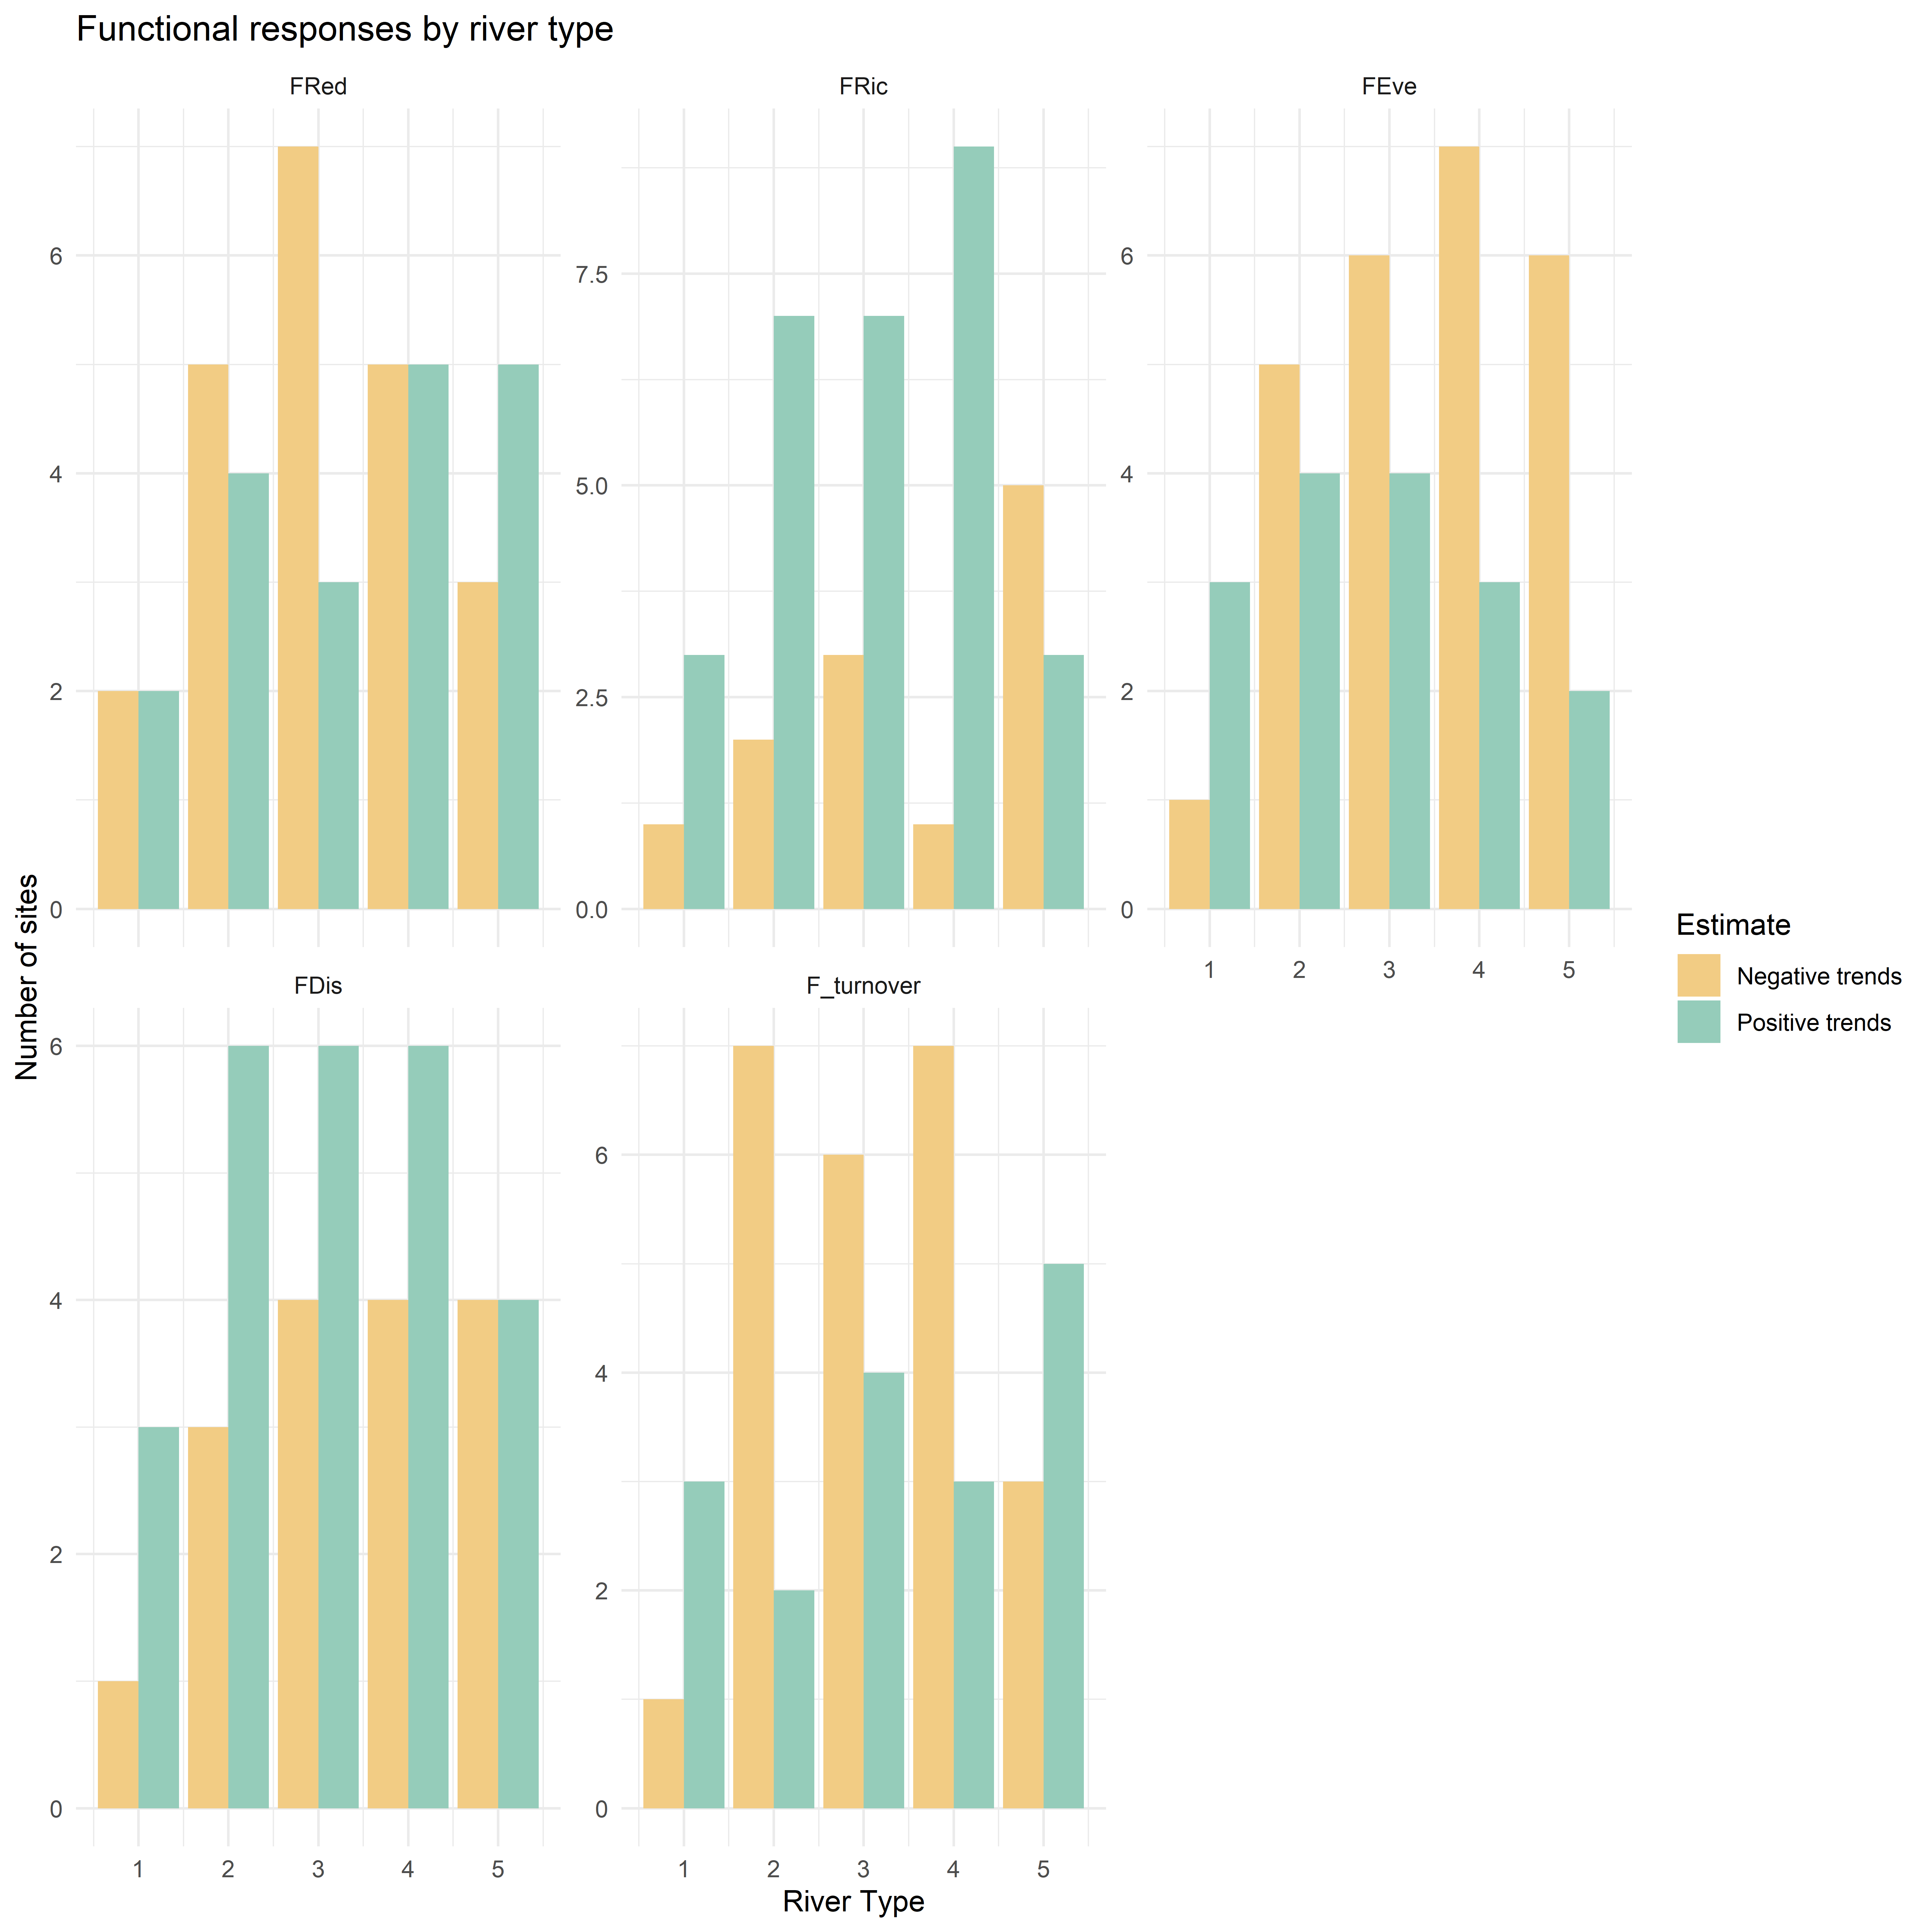 Functional responses by river type
FRed
FRic
FEve
6
4
2
0
7.5
5.0
2.5
0.0
6
4
2
0
1 2 3 4 5
Number of sites
Estimate
Negative trends
Positive trends
FDis
F_turnover
6
4
2
0
6
4
2
0
1 2 3 4 5
1 2 3 4 5
River Type